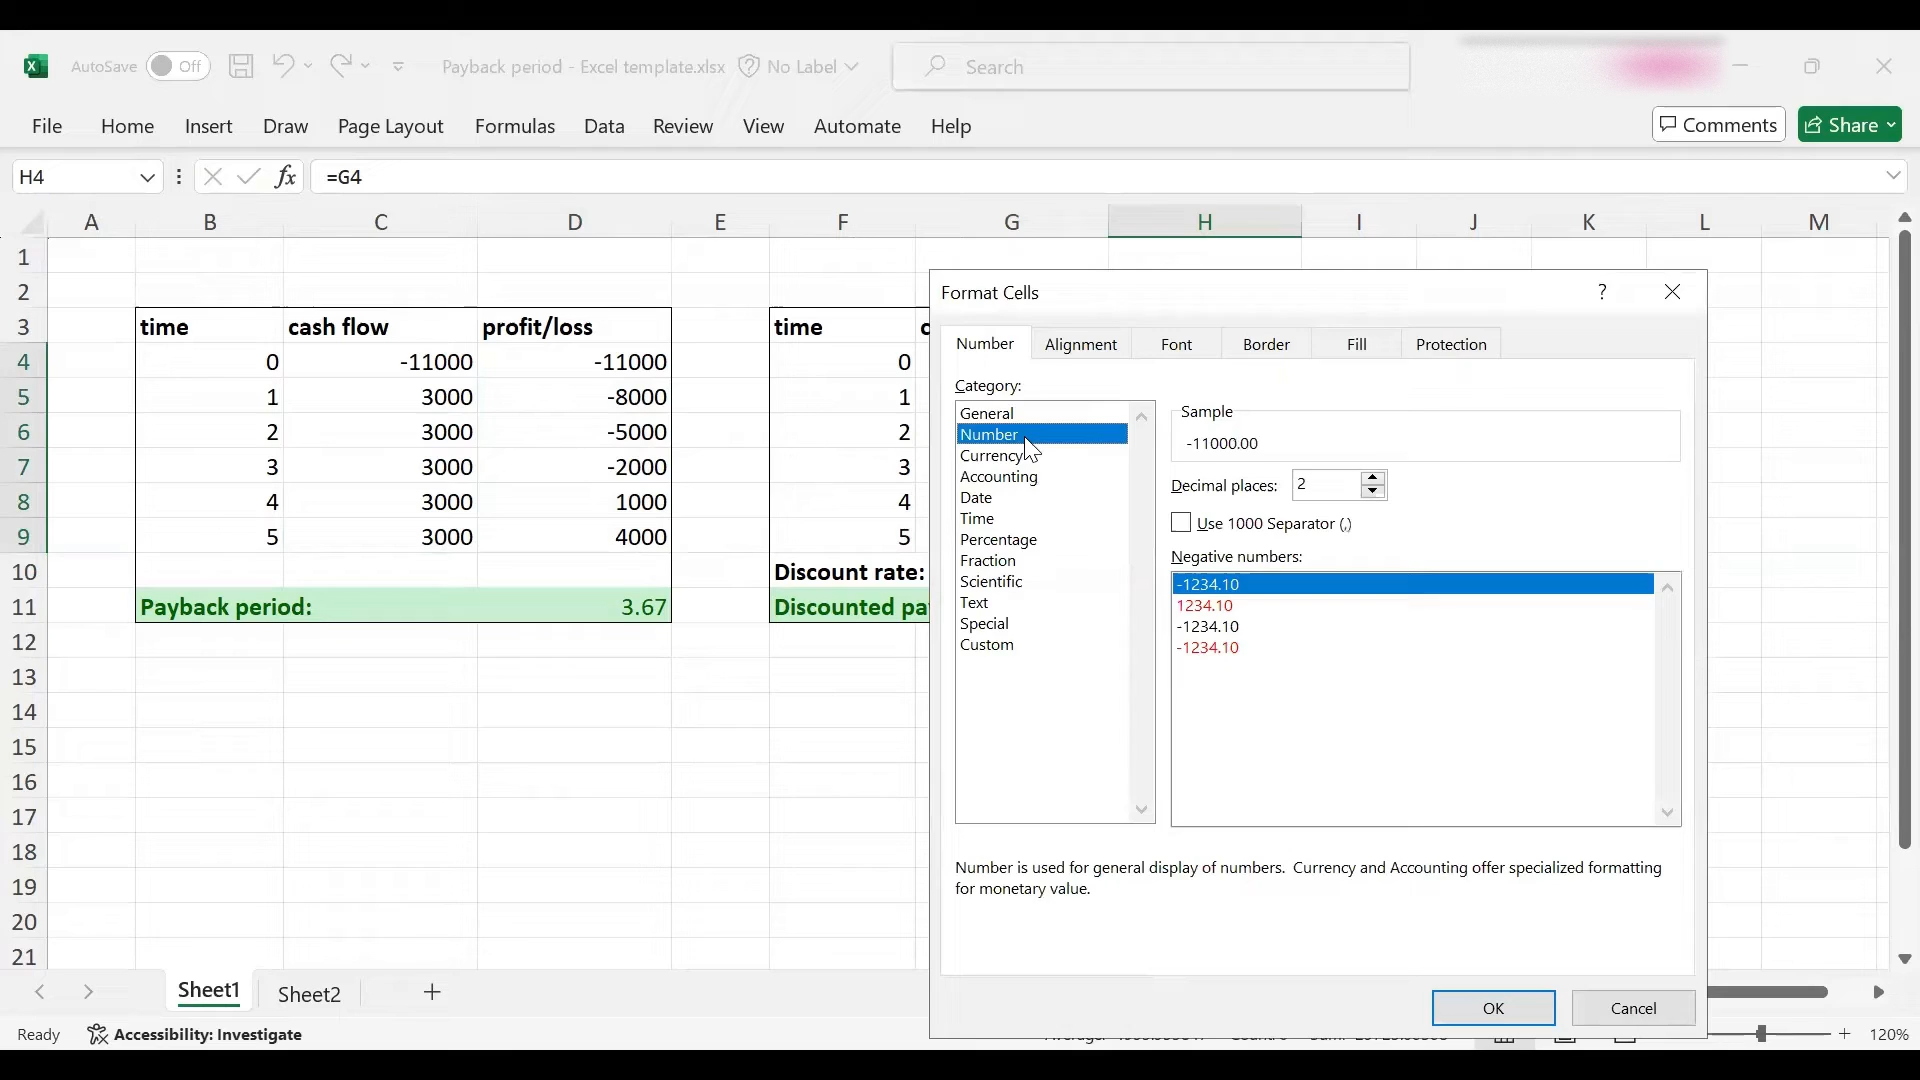 AutoSave Off Payback period - Excel template.xlsx No Label Search
File Home Insert Draw Page Layout Formulas Data Review View Automate Help Comments Share
H4 fx =G4
A B C D E F G H I J K L M
1
2
3 time cash flow profit/loss time
4 0 -11000 -11000 0
5 1 3000 -8000 1
6 2 3000 -5000 2
7 3 3000 -2000 3
8 4 3000 1000 4
9 5 3000 4000 5
10 Discount rate:
11 Payback period: 3.67 Discounted
12
13
14
15
16
17
18
19
20
21
Format Cells ?
Number Alignment Font Border Fill Protection
Category:
General
Number
Currency
Accounting
Date
Time
Percentage
Fraction
Scientific
Text
Special
Custom
Sample
-11000.00
Decimal places: 2
Use 1000 Separator (,)
Negative numbers:
-1234.10
1234.10
-1234.10
-1234.10
Number is used for general display of numbers. Currency and Accounting offer specialized formatting
for monetary value.
OK Cancel
Sheet1 Sheet2
Ready Accessibility: Investigate 120%